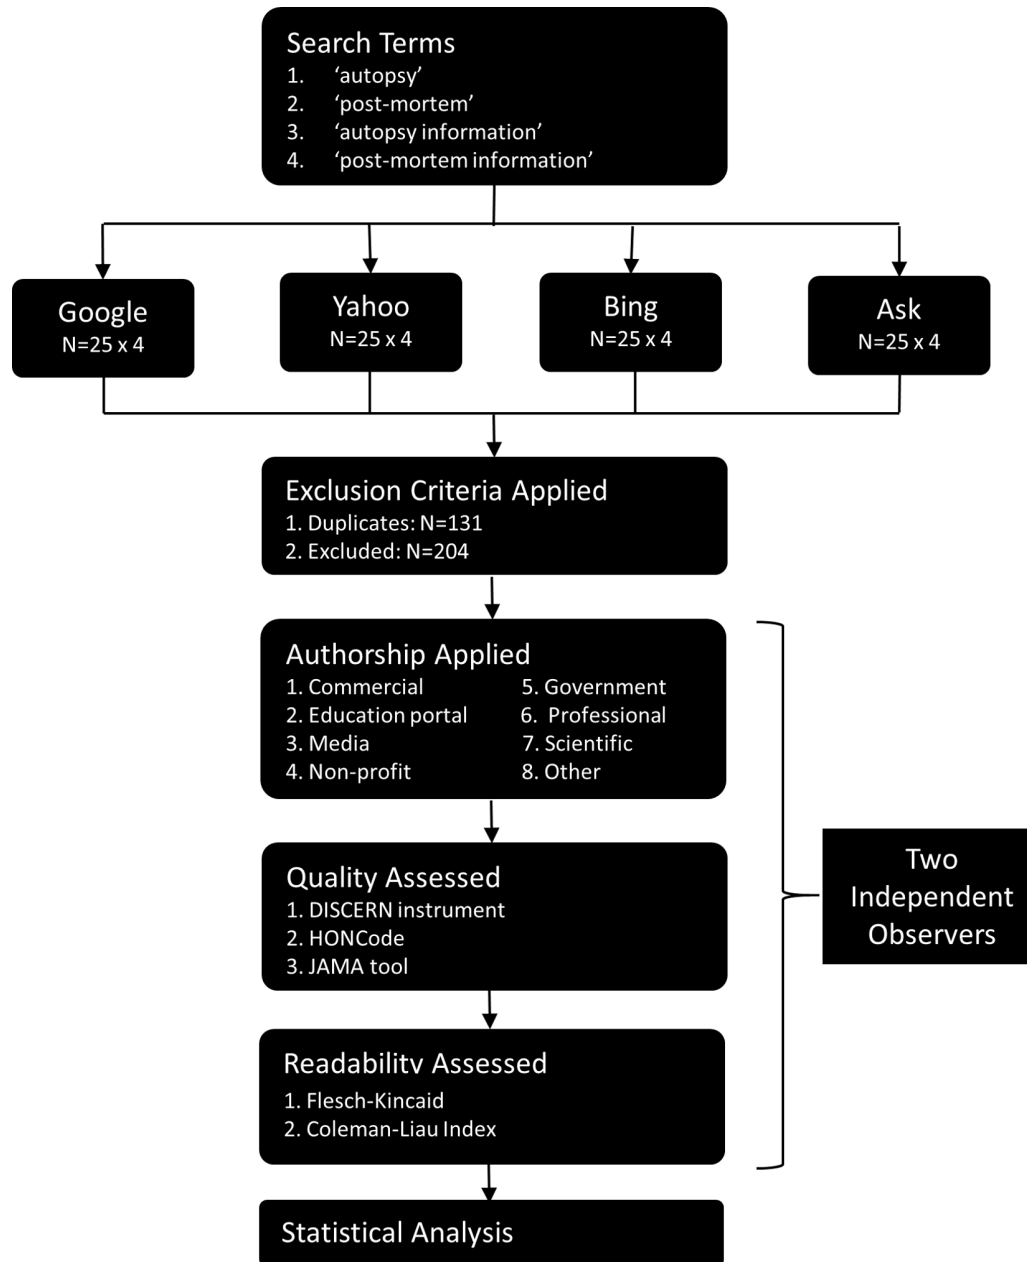 Search Terms
1. ‘autopsy’
2. ‘post-mortem’
3. ‘autopsy information’
4. ‘post-mortem information’
Google
N=25 x 4
Yahoo
N=25 x 4
Bing
N=25 x 4
Ask
N=25 x 4
Exclusion Criteria Applied
1. Duplicates: N=131
2. Excluded: N=204
Authorship Applied
1. Commercial
2. Education portal
3. Media
4. Non-profit
5. Government
6. Professional
7. Scientific
8. Other
Quality Assessed
1. DISCERN instrument
2. HONCode
3. JAMA tool
Two
Independent
Observers
Readability Assessed
1. Flesch-Kincaid
2. Coleman-Liau Index
Statistical Analysis